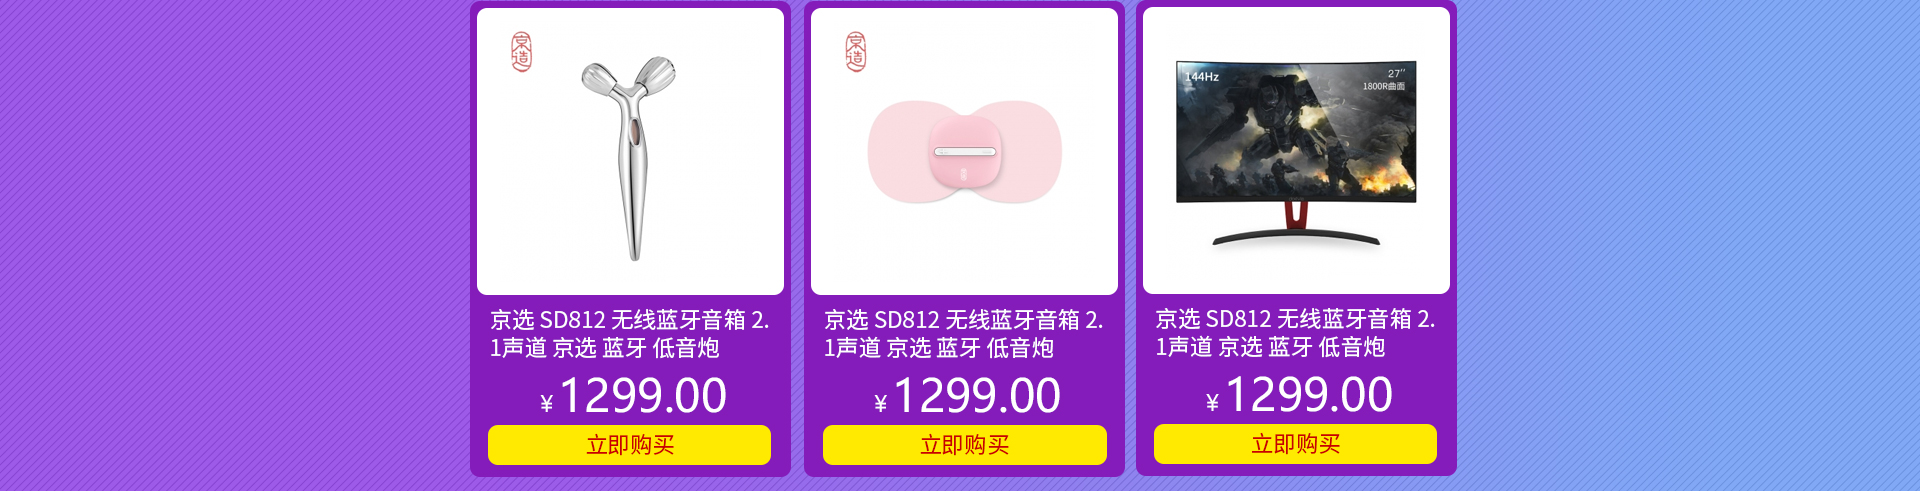 京造
京选 SD812 无线蓝牙音箱 2.
1声道 京选 蓝牙 低音炮
¥ 1299.00
立即购买
京造
京选 SD812 无线蓝牙音箱 2.
1声道 京选 蓝牙 低音炮
¥ 1299.00
立即购买
144Hz
27''
1800R曲面
京选 SD812 无线蓝牙音箱 2.
1声道 京选 蓝牙 低音炮
¥ 1299.00
立即购买